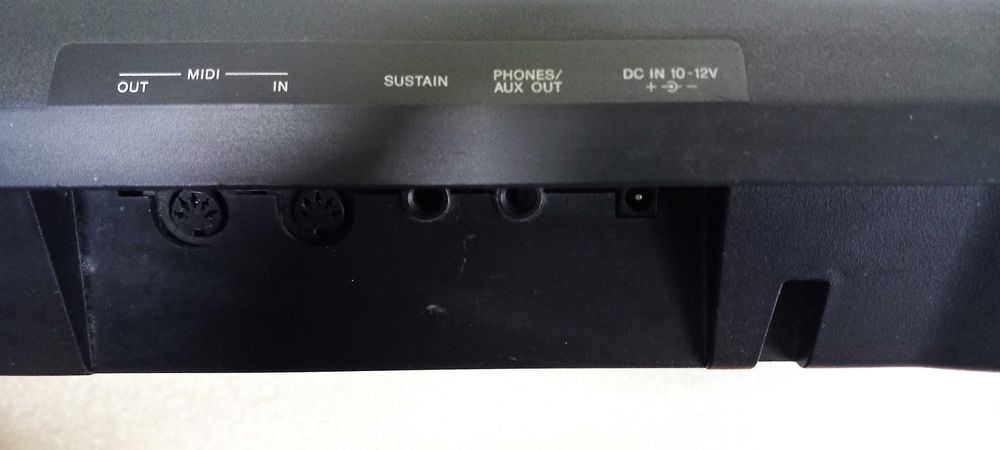 MIDI
OUT IN
SUSTAIN
PHONES/
AUX OUT
DC IN 10-12V
+ -